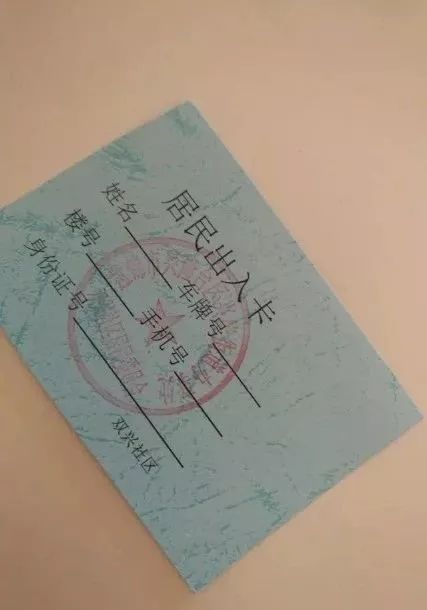 居民出入卡
姓名 车牌号
楼号 手机号
身份证号
双兴社区